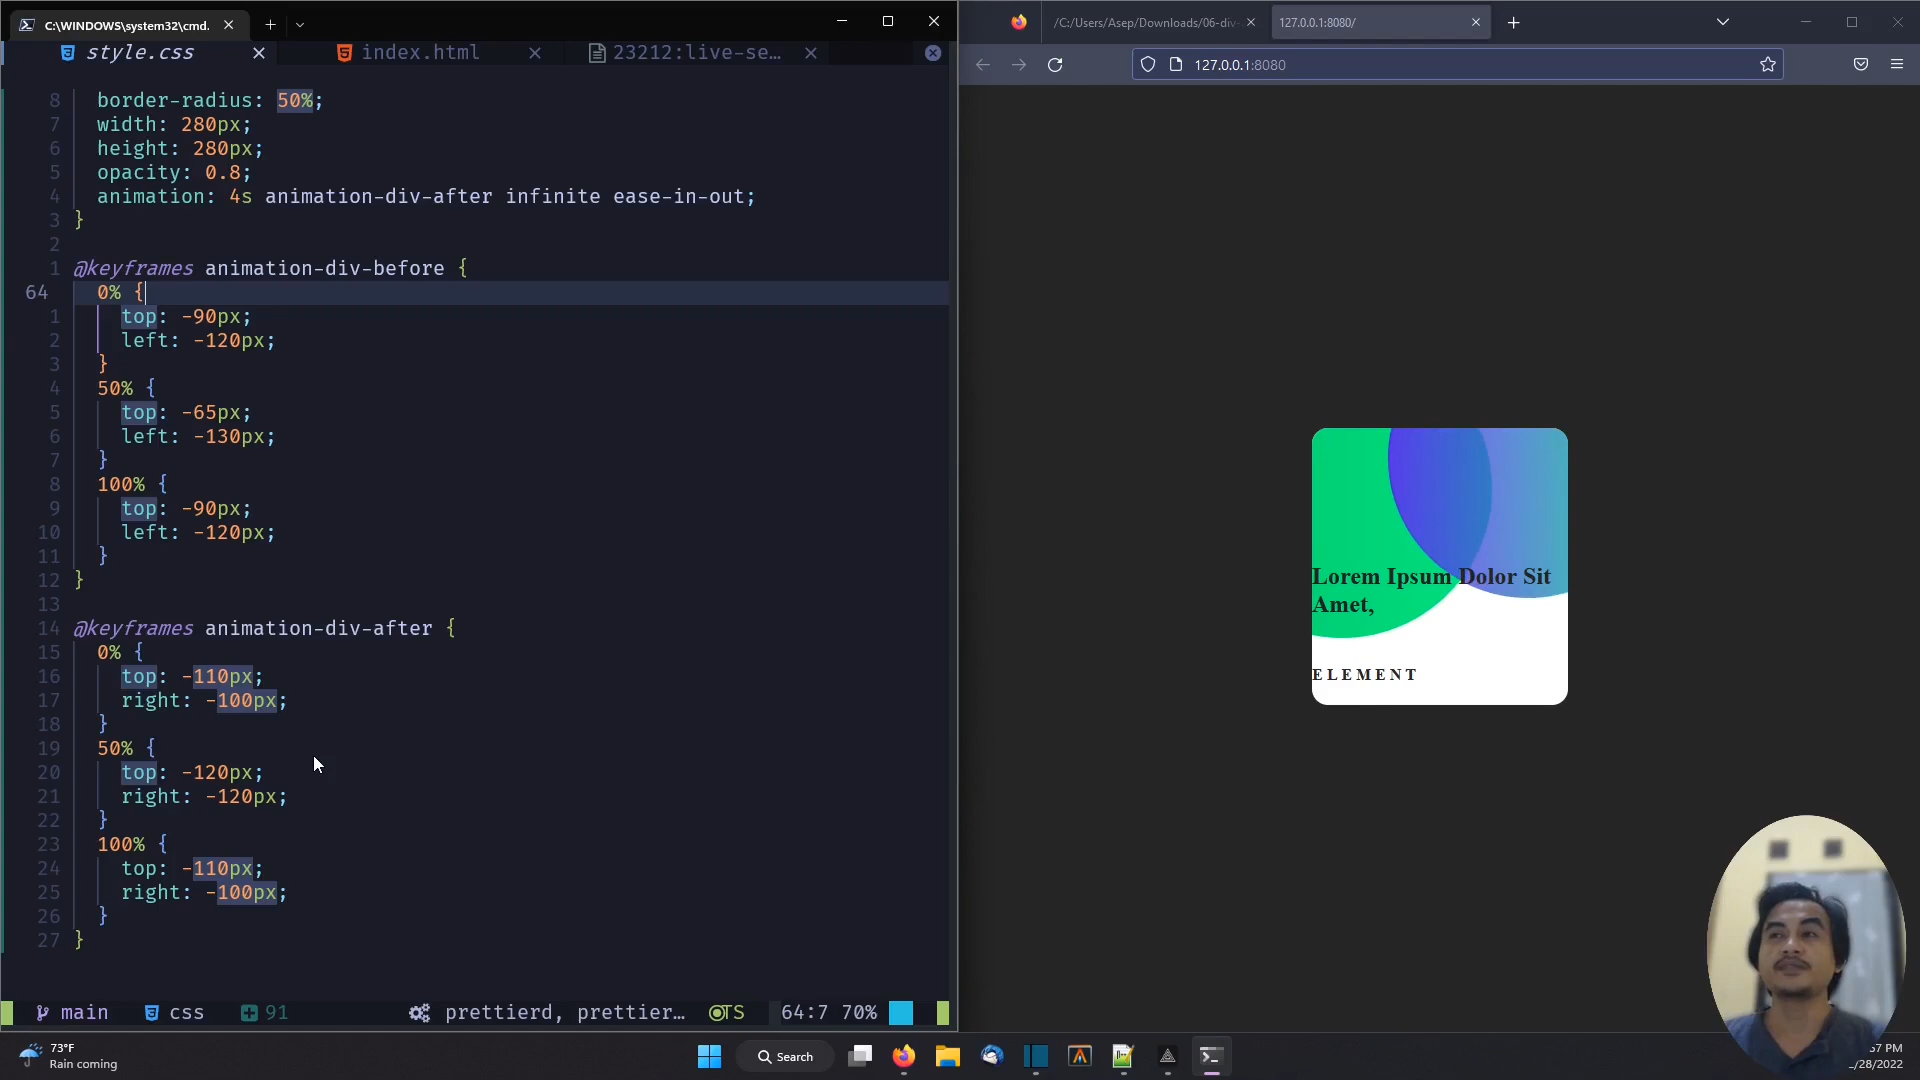 C:\WINDOWS\system32\cmd.
/C:/Users/Asep/Downloads/06-div-
127.0.0.1:8080/
style.css
index.html
23212:live-se…
127.0.0.1:8080
8 border-radius: 50%;
7 width: 280px;
6 height: 280px;
5 opacity: 0.8;
4 animation: 4s animation-div-after infinite ease-in-out;
3 }
2
1 @keyframes animation-div-before {
64 0% {
1 top: -90px;
2 left: -120px;
3 }
4 50% {
5 top: -65px;
6 left: -130px;
7 }
8 100% {
9 top: -90px;
10 left: -120px;
11 }
12 }
13
14 @keyframes animation-div-after {
15 0% {
16 top: -110px;
17 right: -100px;
18 }
19 50% {
20 top: -120px;
21 right: -120px;
22 }
23 100% {
24 top: -110px;
25 right: -100px;
26 }
27 }
Lorem Ipsum Dolor Sit
Amet,
ELEMENT
main css 91 prettierd, prettier… TS 64:7 70%
73°F
Rain coming
Search
57 PM
/28/2022